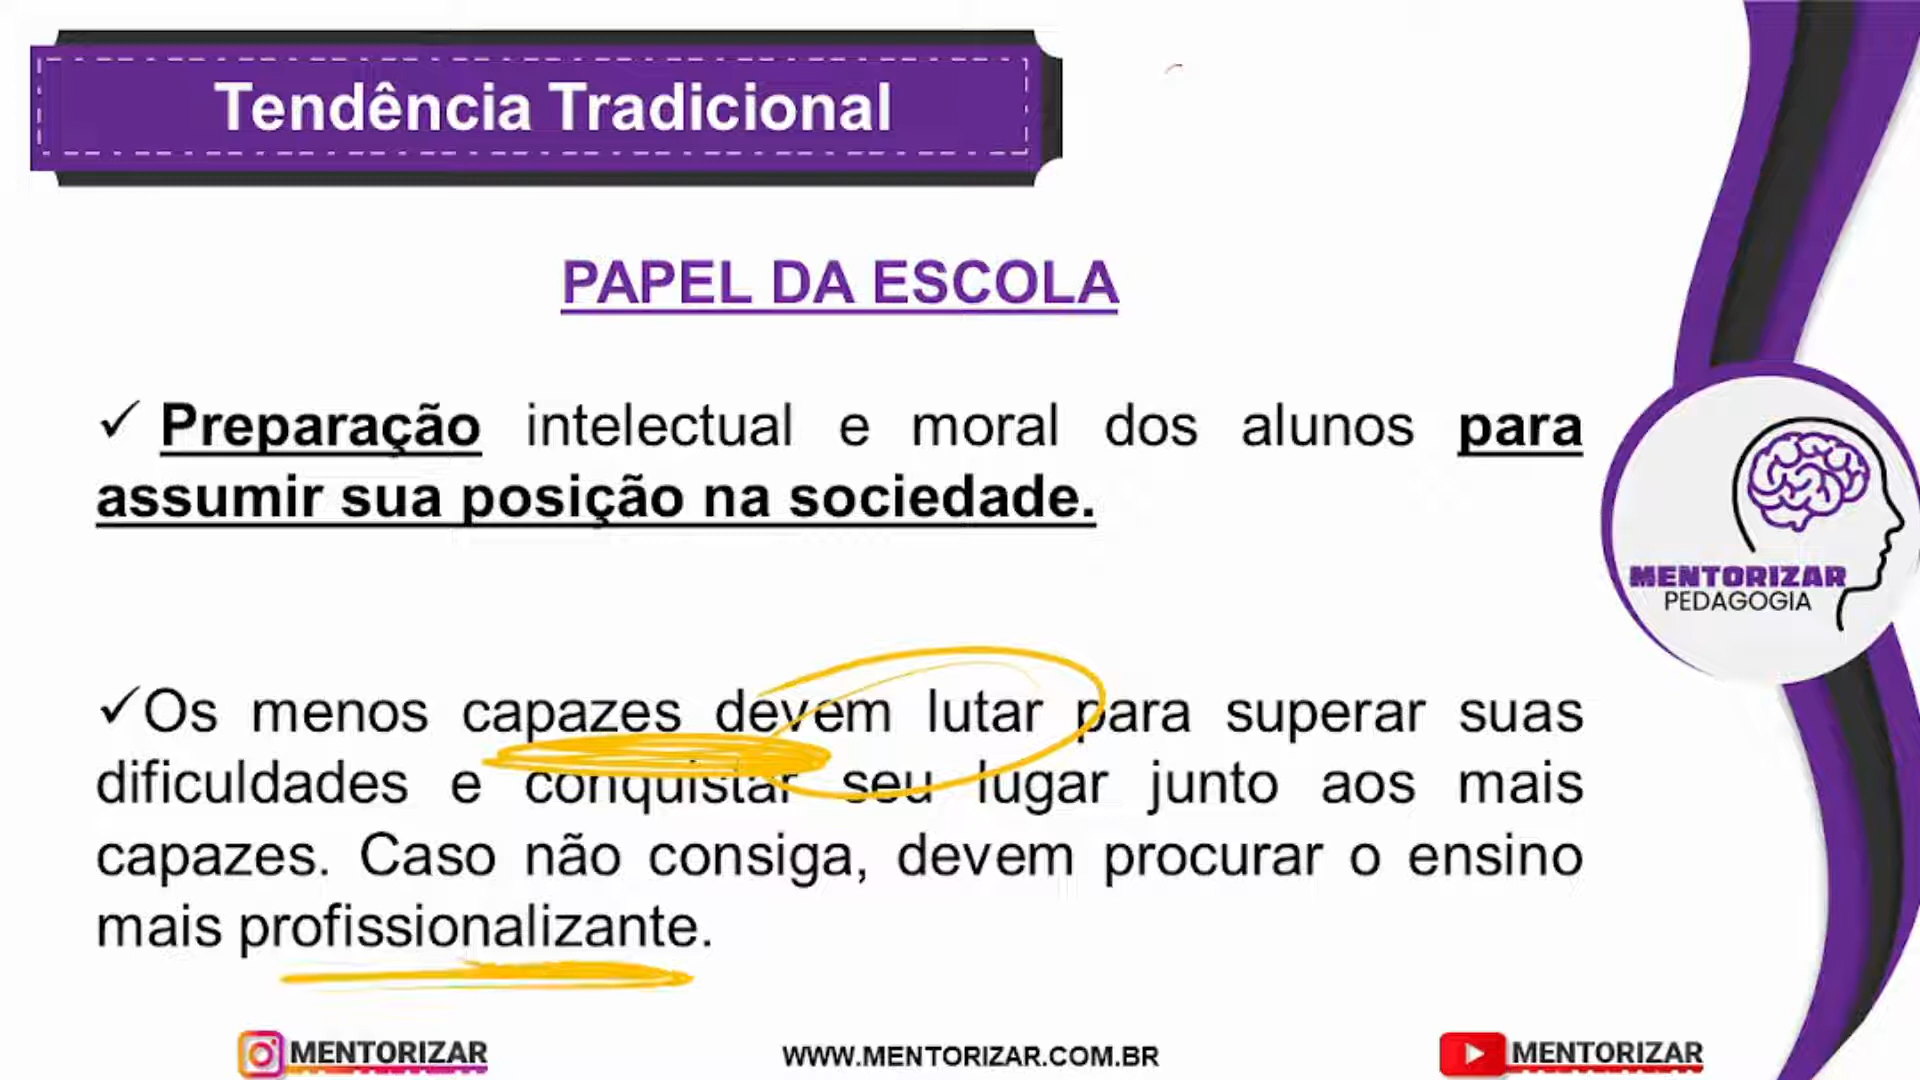 Tendência Tradicional
PAPEL DA ESCOLA
✓ Preparação intelectual e moral dos alunos para
assumir sua posição na sociedade.
MENTORIZAR
PEDAGOGIA
✓Os menos capazes devem lutar para superar suas
dificuldades e conquistar seu lugar junto aos mais
capazes. Caso não consiga, devem procurar o ensino
mais profissionalizante.
MENTORIZAR
WWW.MENTORIZAR.COM.BR
MENTORIZAR